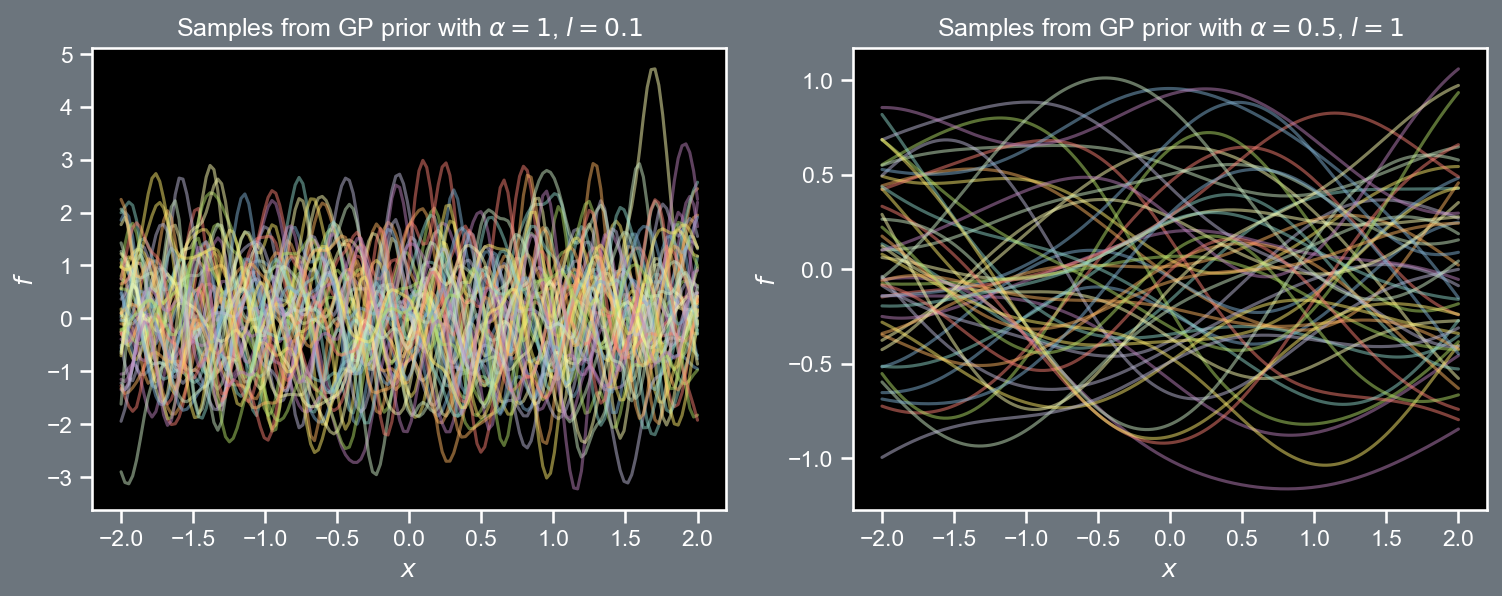 Samples from GP prior with α = 1, l = 0.1
5
4
3
2
1
0
−1
−2
−3
f
−2.0 −1.5 −1.0 −0.5 0.0 0.5 1.0 1.5 2.0
x
Samples from GP prior with α = 0.5, l = 1
1.0
0.5
0.0
−0.5
−1.0
f
−2.0 −1.5 −1.0 −0.5 0.0 0.5 1.0 1.5 2.0
x